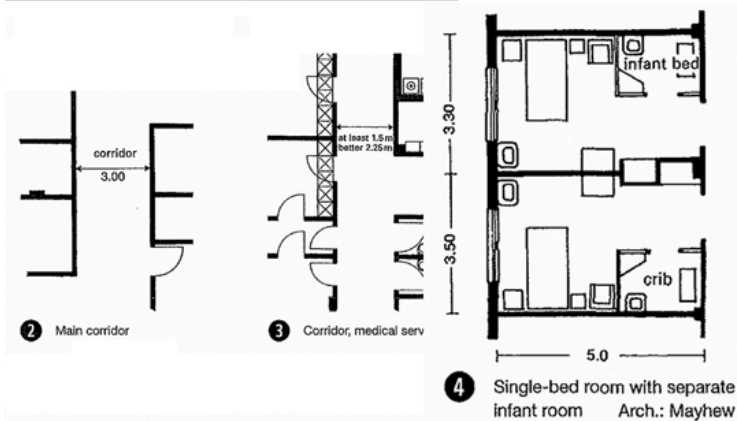 corridor
3.00
2 Main corridor
at least 1.5 m
better 2.25 m
3 Corridor, medical serv
infant bed
3.30
3.50
crib
5.0
4 Single-bed room with separate
infant room Arch.: Mayhew